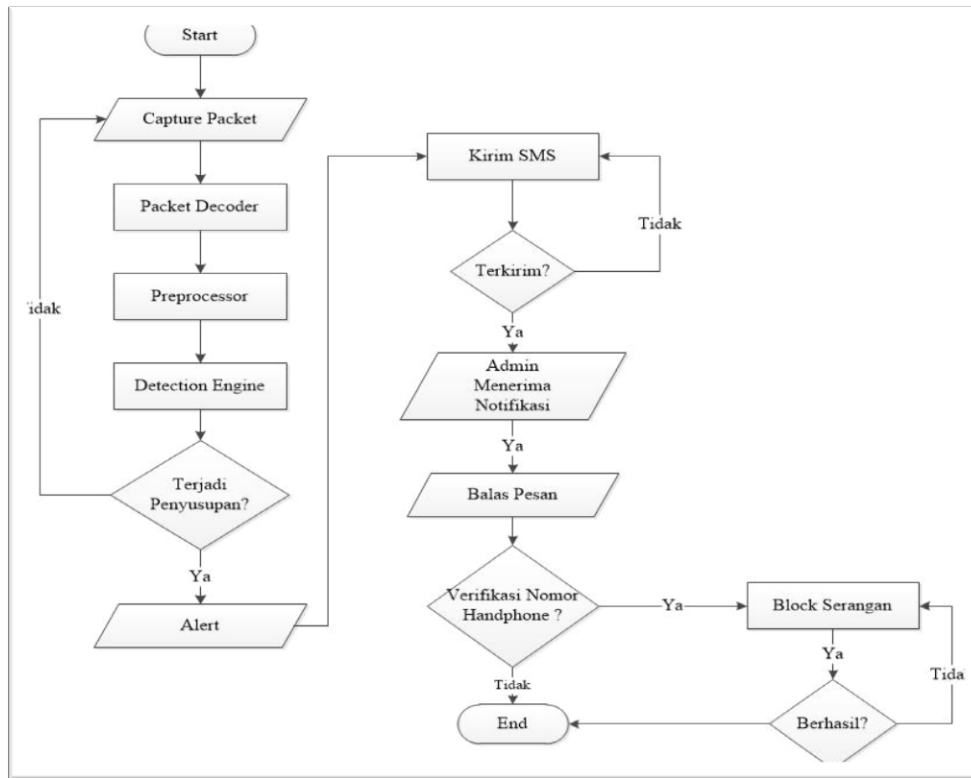 Start
Capture Packet
Packet Decoder
Preprocessor
Detection Engine
Terjadi
Penyusupan?
idak
Ya
Alert
Kirim SMS
Terkirim?
Tidak
Ya
Admin
Menerima
Notifikasi
Ya
Balas Pesan
Verifikasi Nomor
Handphone ?
Ya
Tidak
End
Block Serangan
Ya
Berhasil?
Tida